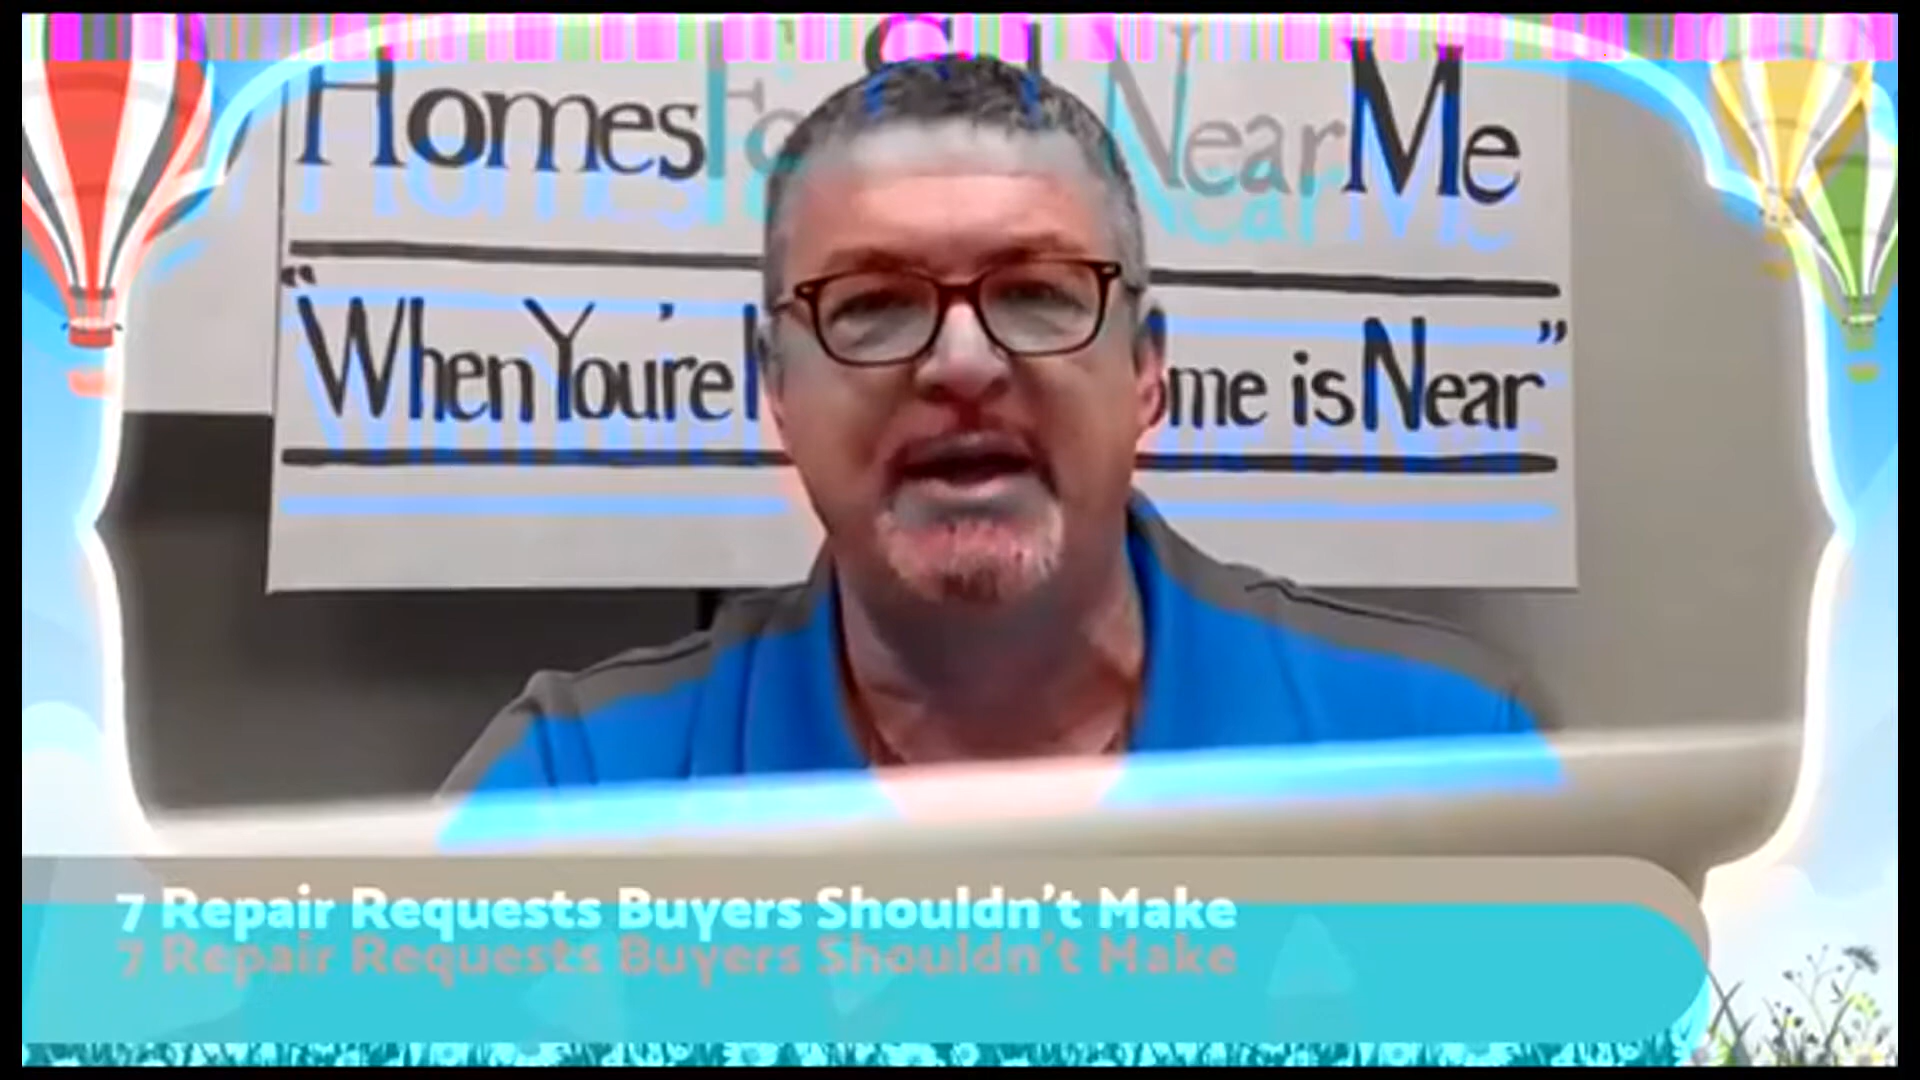 Homes Near Me
"When You're me is Near"
7 Repair Requests Buyers Shouldn't Make
7 Repair Requests Buyers Shouldn't Make